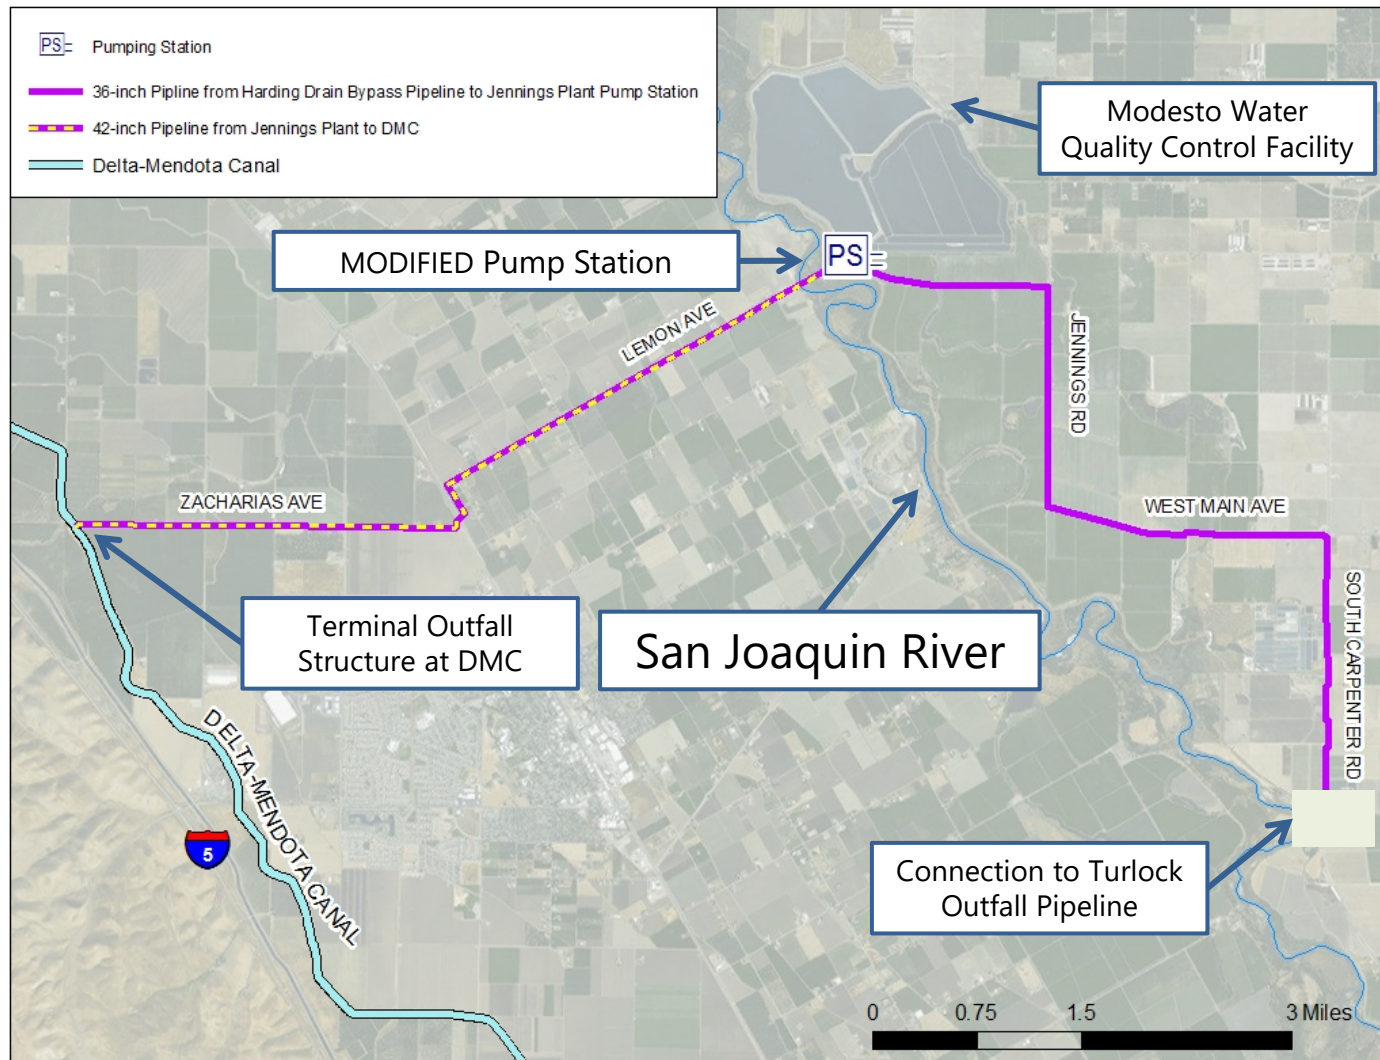 PS
Pumping Station
36-inch Pipline from Harding Drain Bypass Pipeline to Jennings Plant Pump Station
42-inch Pipeline from Jennings Plant to DMC
Delta-Mendota Canal
Modesto Water
Quality Control Facility
MODIFIED Pump Station
PS
LEMON AVE
JENNINGS RD
ZACHARIAS AVE
WEST MAIN AVE
SOUTH CARPENTER RD
Terminal Outfall
Structure at DMC
San Joaquin River
DELTA-MENDOTA CANAL
5
Connection to Turlock
Outfall Pipeline
0 0.75 1.5 3 Miles